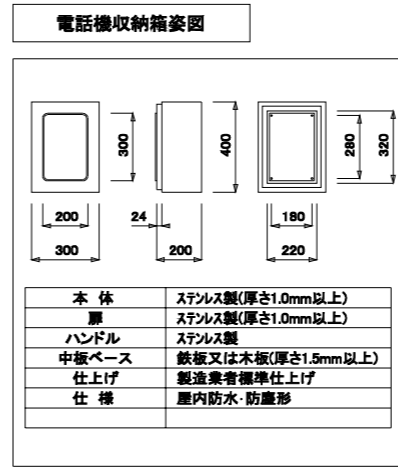 電話機収納箱姿図
300
400
280
320
200
24
180
300
200
220
本 体 ステンレス製(厚さ1.0mm以上)
扉 ステンレス製(厚さ1.0mm以上)
ハンドル ステンレス製
中板ベース 鉄板又は木板(厚さ1.5mm以上)
仕上げ 製造業者標準仕上げ
仕 様 屋内防水･防塵形